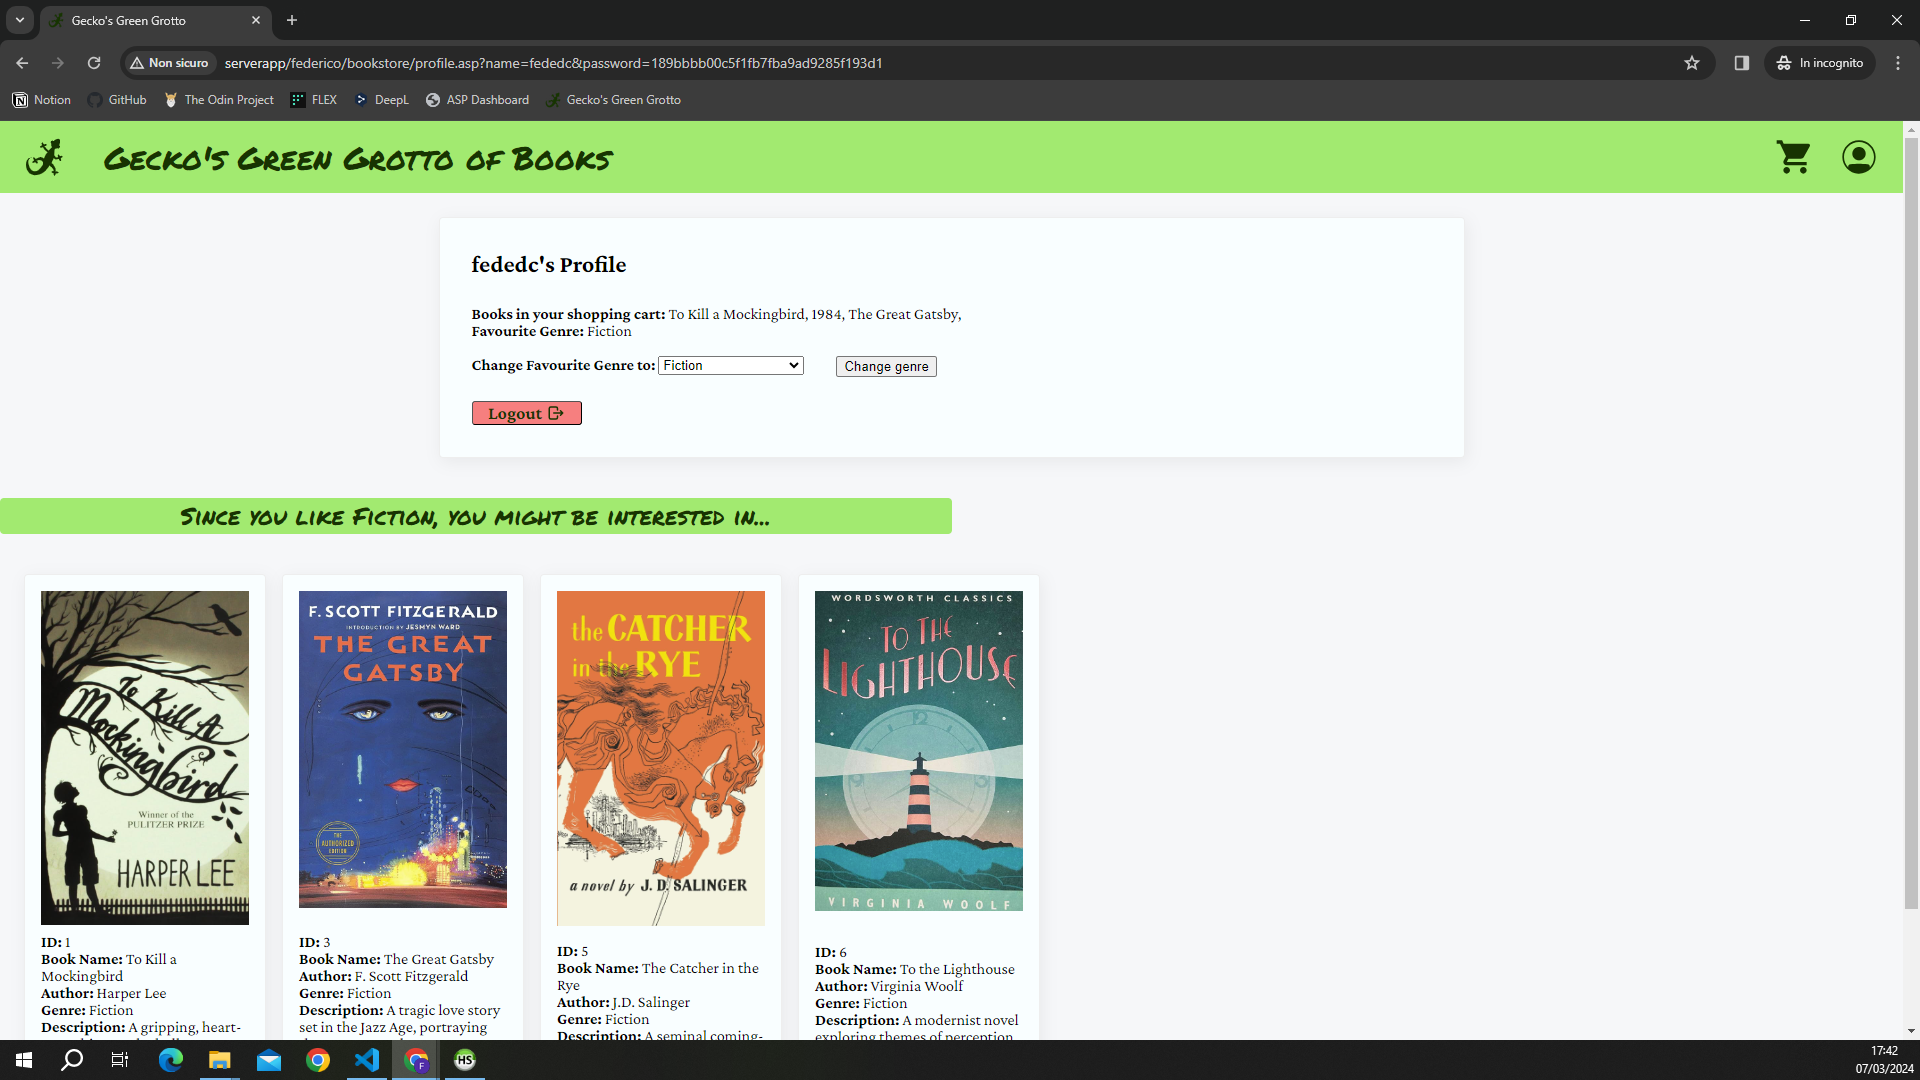 Gecko's Green Grotto
Non sicuro
serverapp/federico/bookstore/profile.asp?name=fededc&password=189bbbb00c5f1fb7fba9ad9285f193d1
In incognito
Notion
GitHub
The Odin Project
FLEX
DeepL
ASP Dashboard
Gecko's Green Grotto
Gecko's Green Grotto of Books
fededc's Profile
Books in your shopping cart: To Kill a Mockingbird, 1984, The Great Gatsby,
Favourite Genre: Fiction
Change Favourite Genre to: Fiction
Change genre
Logout
Since you like Fiction, you might be interested in...
To Kill A
Mockingbird
Winner of the
PULITZER PRIZE
HARPER LEE
ID: 1
Book Name: To Kill a
Mockingbird
Author: Harper Lee
Genre: Fiction
Description: A gripping, heart-
F. SCOTT FITZGERALD
INTRODUCTION BY JESMYN WARD
THE GREAT
GATSBY
THE
AUTHORIZED
EDITION
ID: 3
Book Name: The Great Gatsby
Author: F. Scott Fitzgerald
Genre: Fiction
Description: A tragic love story
set in the Jazz Age, portraying
the CATCHER
in the RYE
a novel by J. D. SALINGER
ID: 5
Book Name: The Catcher in the
Rye
Author: J.D. Salinger
Genre: Fiction
Description: A seminal coming-
WORDSWORTH CLASSICS
TO THE
LIGHTHOUSE
12
9
3
VIRGINIA WOOLF
ID: 6
Book Name: To the Lighthouse
Author: Virginia Woolf
Genre: Fiction
Description: A modernist novel
exploring themes of perception,
F
HS
17:42
07/03/2024